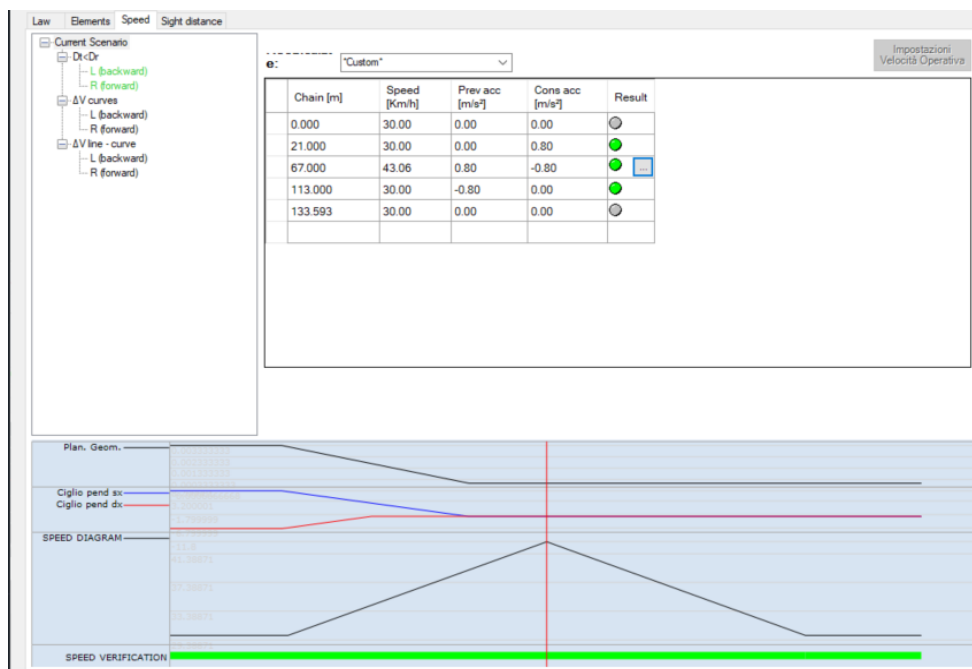 Law Elements Speed Sight distance
Current Scenario
Dt<Dr
L (backward)
R (forward)
ΔV curves
L (backward)
R (forward)
ΔV line - curve
L (backward)
R (forward)
e: "Custom"
Impostazioni
Velocità Operativa
Chain [m] Speed [Km/h] Prev acc [m/s²] Cons acc [m/s²] Result
0.000 30.00 0.00 0.00
21.000 30.00 0.00 0.80
67.000 43.06 0.80 -0.80 ...
113.000 30.00 -0.80 0.00
133.593 30.00 0.00 0.00
Plan. Geom.
Ciglio pend sx
Ciglio pend dx
SPEED DIAGRAM
SPEED VERIFICATION